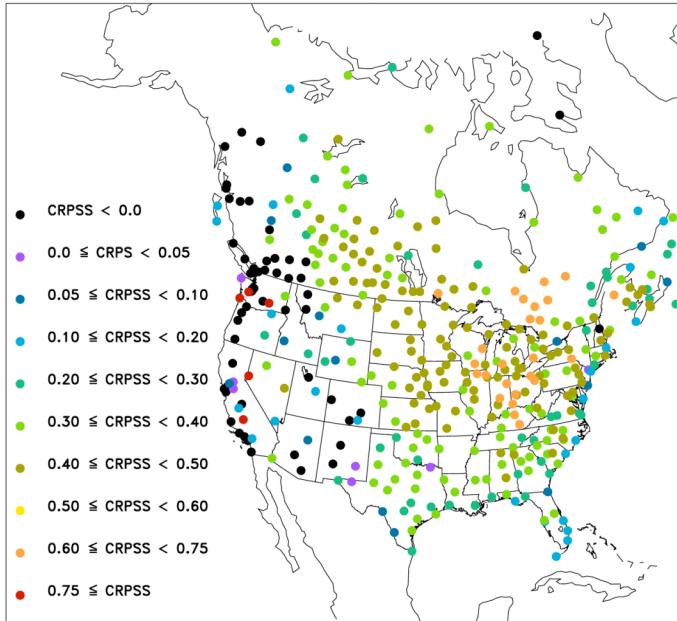 CRPSS < 0.0
0.0 ≦ CRPS < 0.05
0.05 ≦ CRPSS < 0.10
0.10 ≦ CRPSS < 0.20
0.20 ≦ CRPSS < 0.30
0.30 ≦ CRPSS < 0.40
0.40 ≦ CRPSS < 0.50
0.50 ≦ CRPSS < 0.60
0.60 ≦ CRPSS < 0.75
0.75 ≦ CRPSS